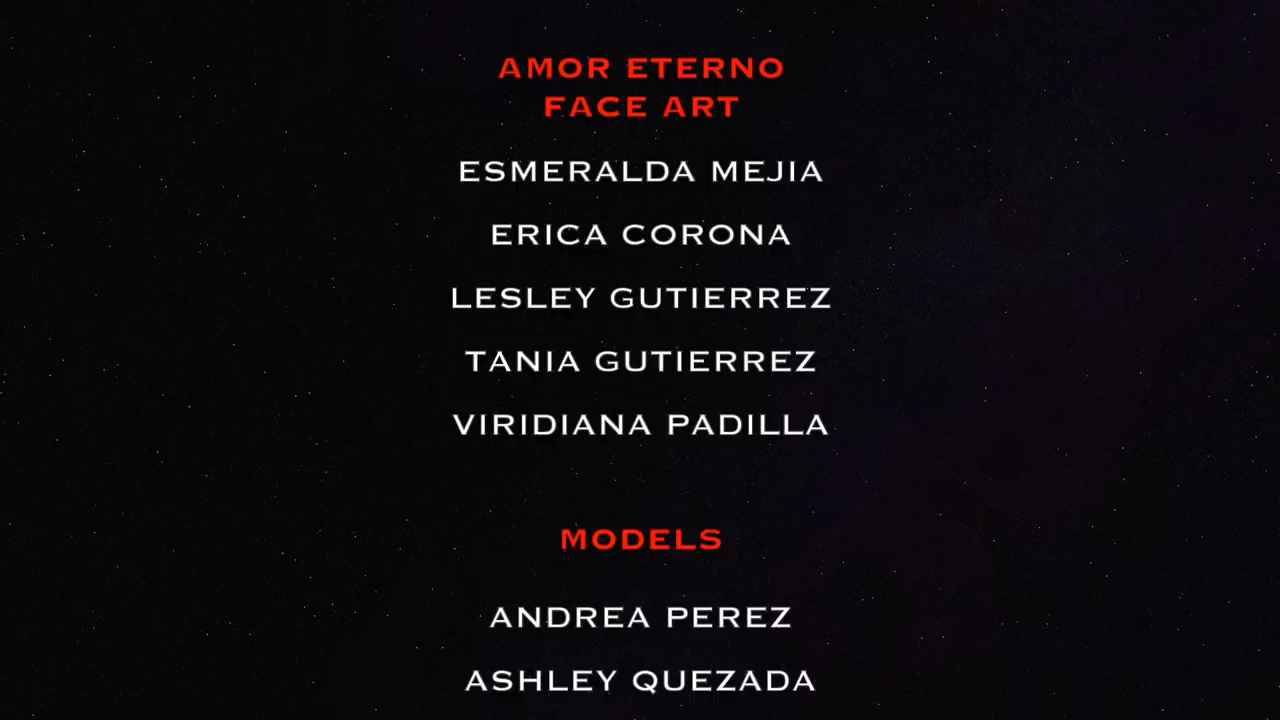 AMOR ETERNO
FACE ART
ESMERALDA MEJIA
ERICA CORONA
LESLEY GUTIERREZ
TANIA GUTIERREZ
VIRIDIANA PADILLA
MODELS
ANDREA PEREZ
ASHLEY QUEZADA